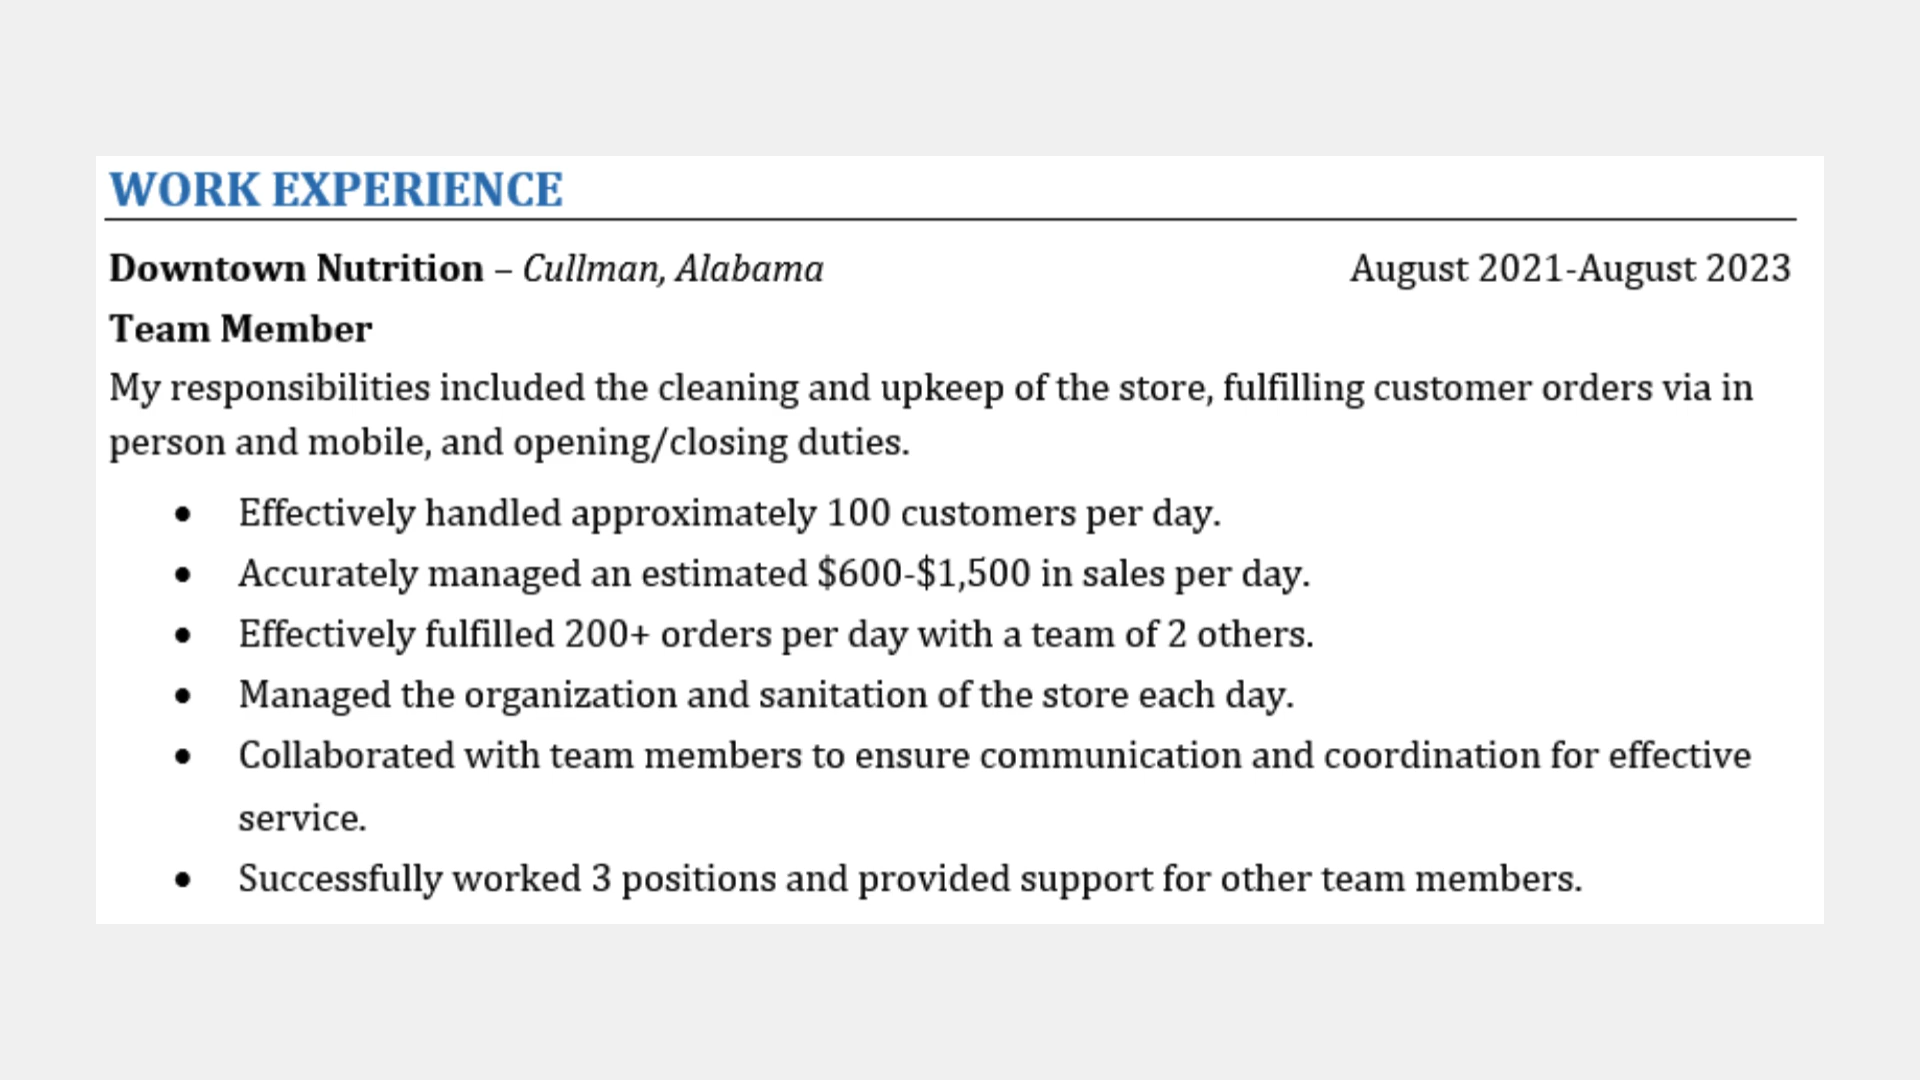 WORK EXPERIENCE
Downtown Nutrition – Cullman, Alabama August 2021-August 2023
Team Member
My responsibilities included the cleaning and upkeep of the store, fulfilling customer orders via in
person and mobile, and opening/closing duties.
• Effectively handled approximately 100 customers per day.
• Accurately managed an estimated $600-$1,500 in sales per day.
• Effectively fulfilled 200+ orders per day with a team of 2 others.
• Managed the organization and sanitation of the store each day.
• Collaborated with team members to ensure communication and coordination for effective
service.
• Successfully worked 3 positions and provided support for other team members.